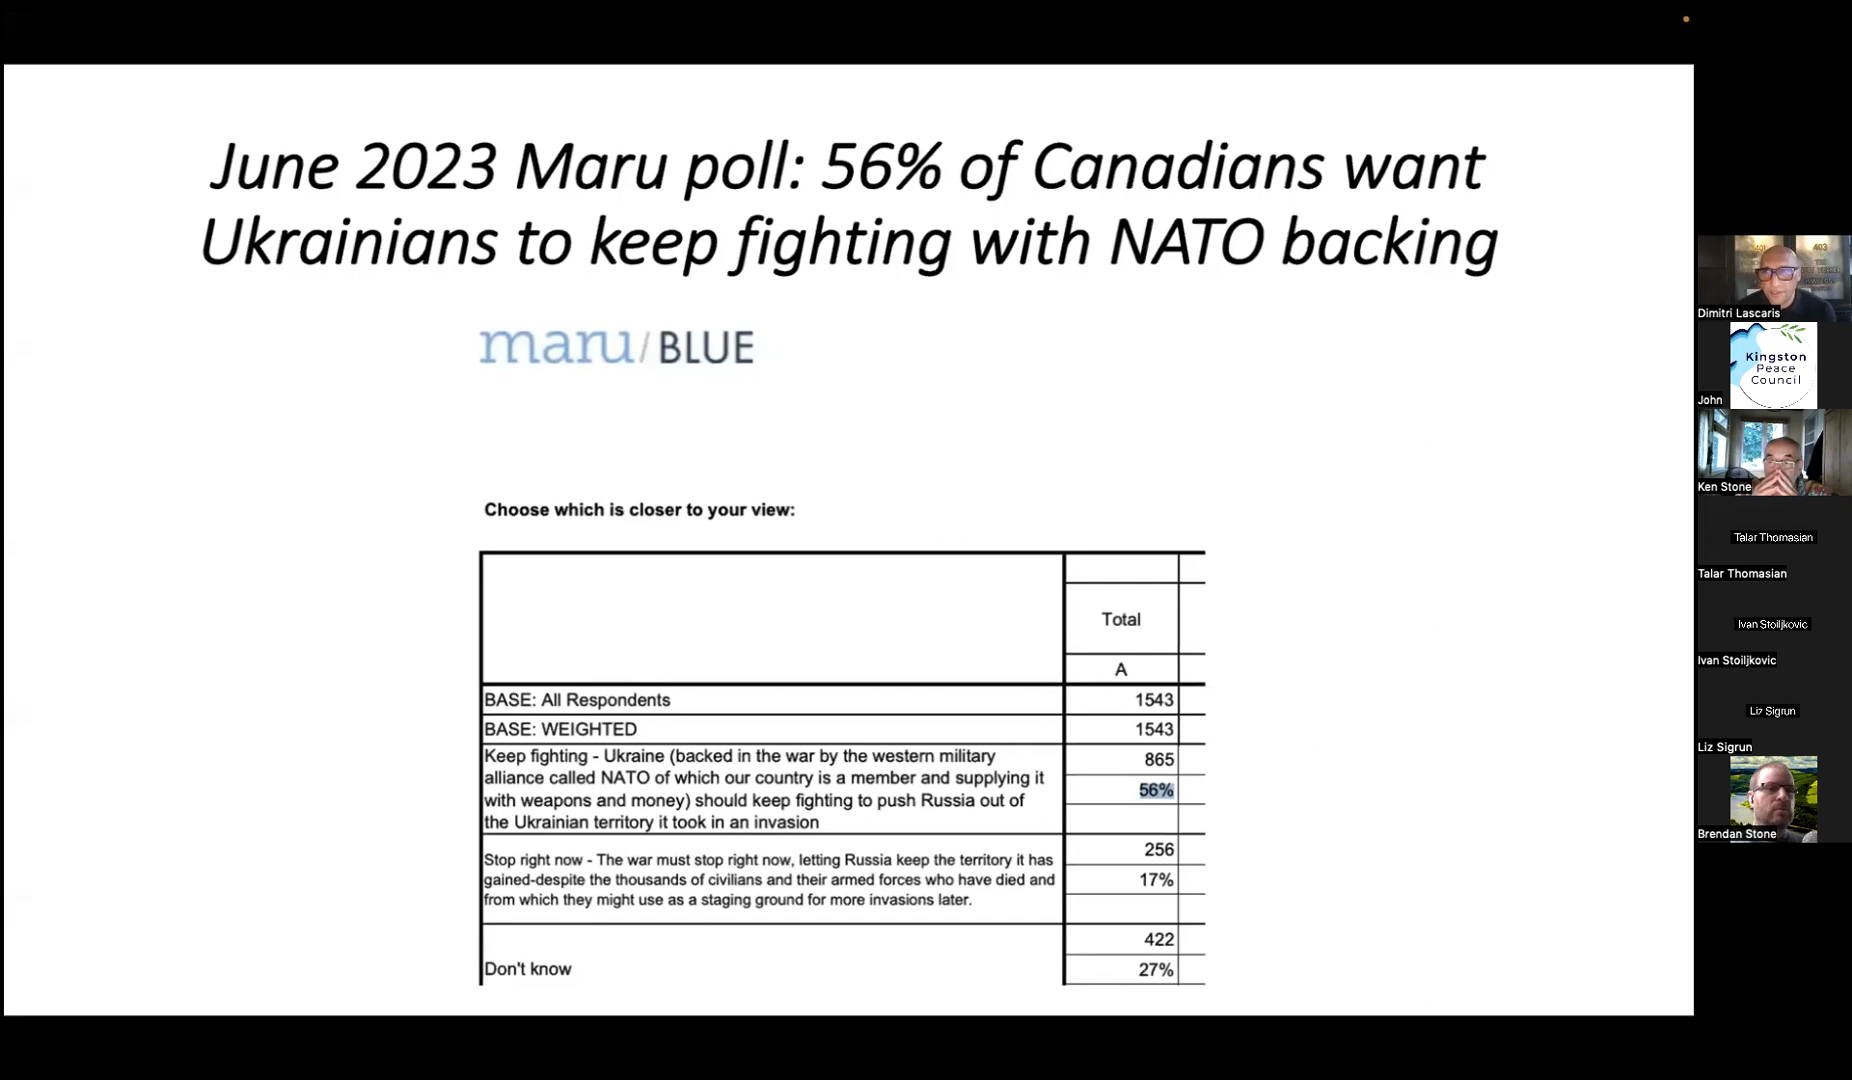 June 2023 Maru poll: 56% of Canadians want
Ukrainians to keep fighting with NATO backing
maru/BLUE
Choose which is closer to your view:
Total
A
BASE: All Respondents 1543
BASE: WEIGHTED 1543
Keep fighting - Ukraine (backed in the war by the western military
alliance called NATO of which our country is a member and supplying it
with weapons and money) should keep fighting to push Russia out of
the Ukrainian territory it took in an invasion
865
56%
Stop right now - The war must stop right now, letting Russia keep the territory it has
gained-despite the thousands of civilians and their armed forces who have died and
from which they might use as a staging ground for more invasions later.
256
17%
Don't know
422
27%
403
Dimitri Lascaris
Kingston
Peace
Council
John
Ken Stone
Talar Thomasian
Talar Thomasian
Ivan Stoiljkovic
Ivan Stoiljkovic
Liz Sigrun
Liz Sigrun
Brendan Stone